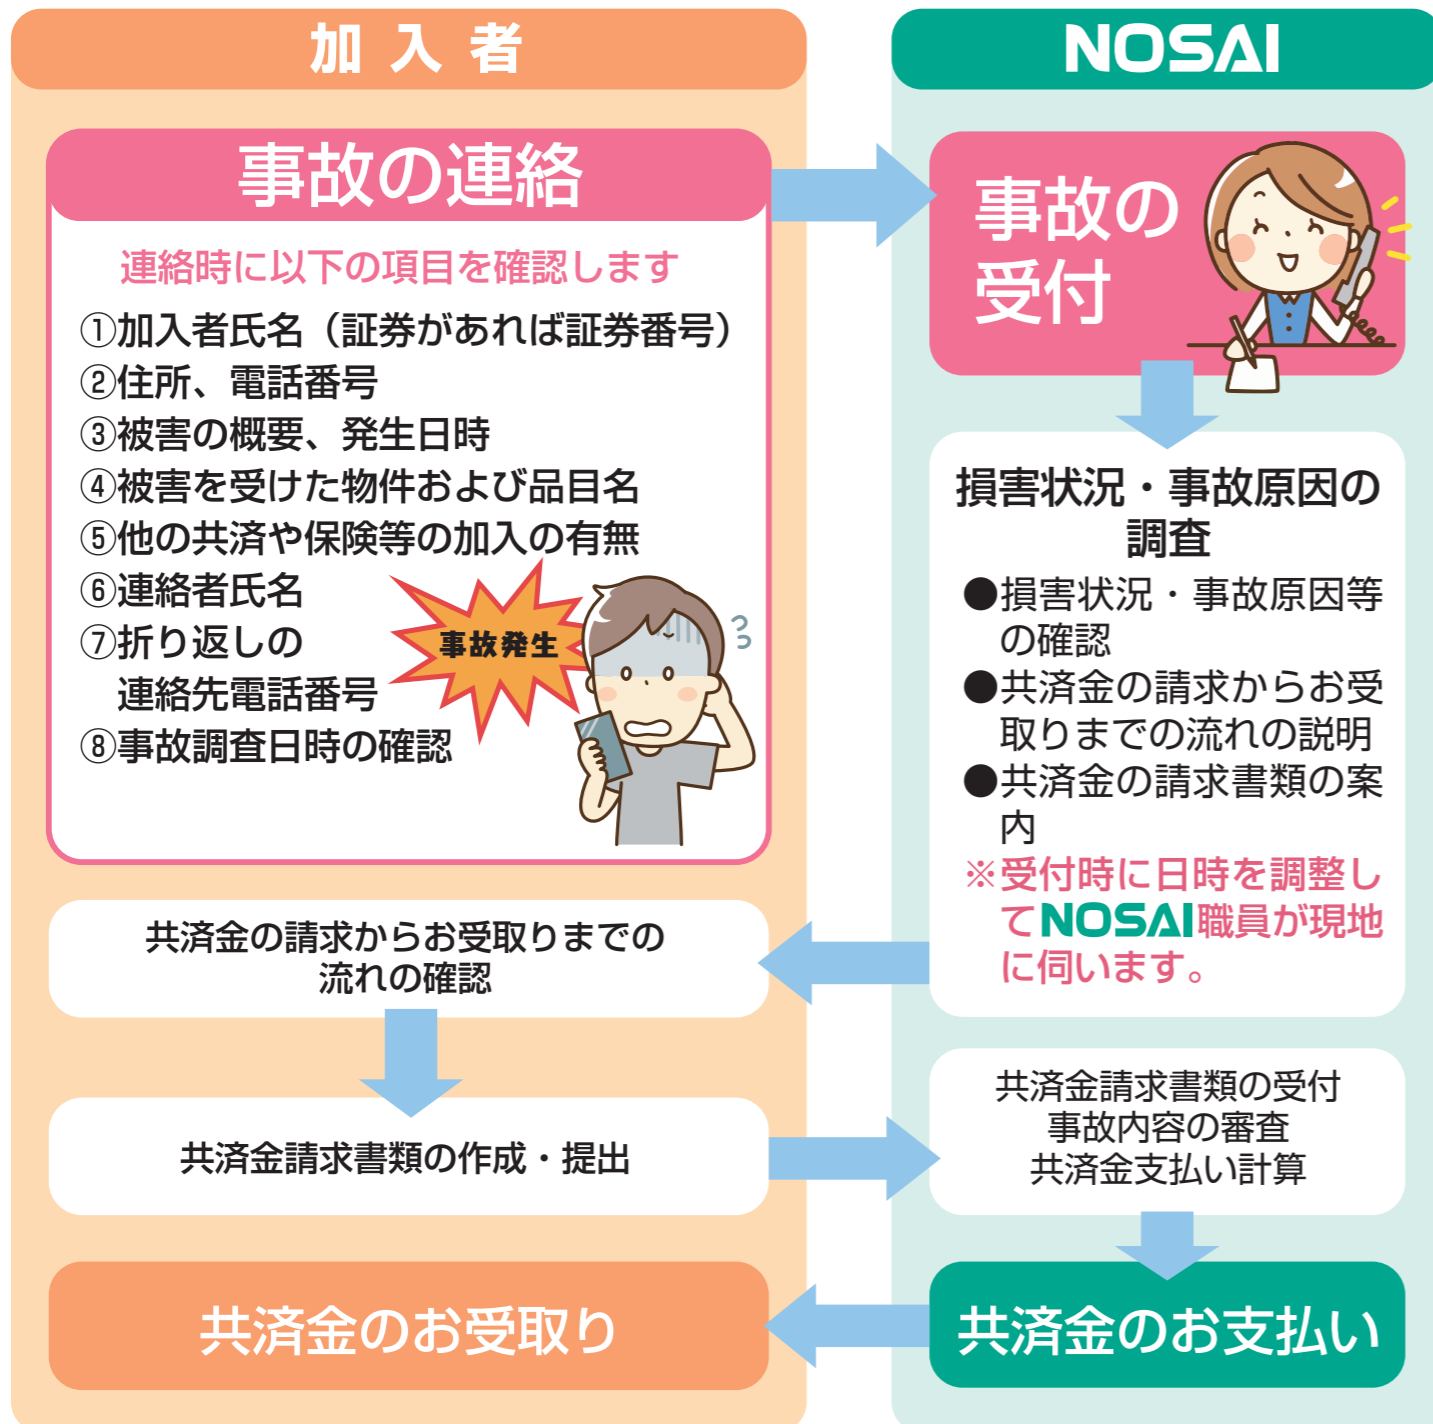 加入者
NOSAI
事故の連絡
連絡時に以下の項目を確認します
①加入者氏名（証券があれば証券番号）
②住所、電話番号
③被害の概要、発生日時
④被害を受けた物件および品目名
⑤他の共済や保険等の加入の有無
⑥連絡者氏名
⑦折り返しの
連絡先電話番号
⑧事故調査日時の確認
事故発生
事故の
受付
損害状況・事故原因の
調査
●損害状況・事故原因等
の確認
●共済金の請求からお受
取りまでの流れの説明
●共済金の請求書類の案
内
※受付時に日時を調整し
てNOSAI職員が現地
に伺います。
共済金の請求からお受取りまでの
流れの確認
共済金請求書類の作成・提出
共済金請求書類の受付
事故内容の審査
共済金支払い計算
共済金のお支払い
共済金のお受取り